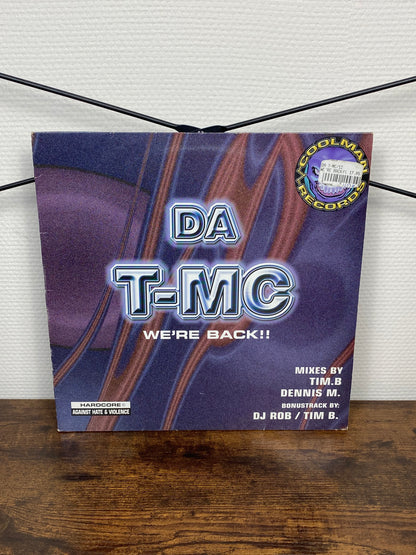 COOLMAN
RECORDS
DA
T-MC
WE'RE BACK!!
MIXES BY
TIM.B
DENNIS M.
BONUSTRACK BY:
DJ ROB / TIM B.
HARDCORE
AGAINST HATE & VIOLENCE